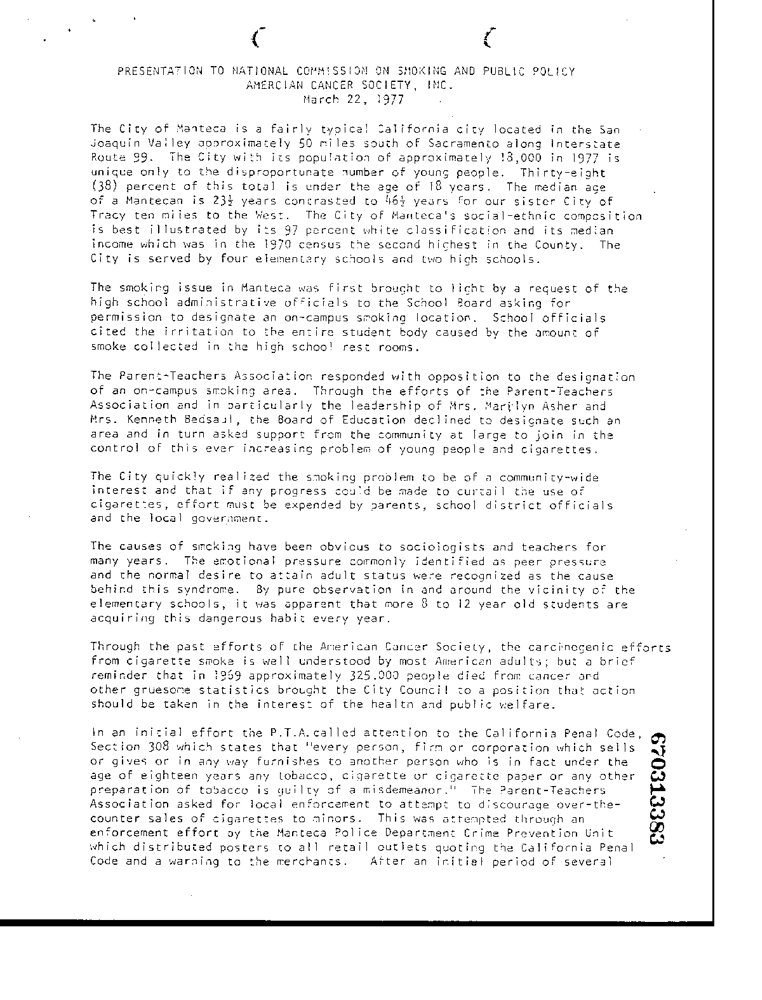 PRESENTATION TO NATIONAL COMMISSION ON SMOKING AND PUBLIC POLICY
AMERCIAN CANCER SOCIETY, INC.
March 22, 1977
The City of Manteca is a fairly typical California city located in the San
Joaquin Valley approximately 50 miles south of Sacramento along Interstate
Route 99. The City with its population of approximately 18,000 in 1977 is
unique only to the disproportunate number of young people. Thirty-eight
(38) percent of this total is under the age of 18 years. The median age
of a Mantecan is 23½ years contrasted to 46½ years for our sister City of
Tracy ten miles to the West. The City of Manteca's social-ethnic composition
is best illustrated by its 97 percent white classification and its median
income which was in the 1970 census the second highest in the County. The
City is served by four elementary schools and two high schools.
The smoking issue in Manteca was first brought to light by a request of the
high school administrative officials to the School Board asking for
permission to designate an on-campus smoking location. School officials
cited the irritation to the entire student body caused by the amount of
smoke collected in the high school rest rooms.
The Parent-Teachers Association responded with opposition to the designation
of an on-campus smoking area. Through the efforts of the Parent-Teachers
Association and in particularly the leadership of Mrs. Marilyn Asher and
Mrs. Kenneth Bedsaul, the Board of Education declined to designate such an
area and in turn asked support from the community at large to join in the
control of this ever increasing problem of young people and cigarettes.
The City quickly realized the smoking problem to be of a community-wide
interest and that if any progress could be made to curtail the use of
cigarettes, effort must be expended by parents, school district officials
and the local government.
The causes of smoking have been obvious to sociologists and teachers for
many years. The emotional pressure commonly identified as peer pressure
and the normal desire to attain adult status were recognized as the cause
behind this syndrome. By pure observation in and around the vicinity of the
elementary schools, it was apparent that more 8 to 12 year old students are
acquiring this dangerous habit every year.
Through the past efforts of the American Cancer Society, the carcinogenic efforts
from cigarette smoke is well understood by most American adults; but a brief
reminder that in 1969 approximately 325,000 people died from cancer and
other gruesome statistics brought the City Council to a position that action
should be taken in the interest of the health and public welfare.
In an initial effort the P.T.A. called attention to the California Penal Code,
Section 308 which states that "every person, firm or corporation which sells
or gives or in any way furnishes to another person who is in fact under the
age of eighteen years any tobacco, cigarette or cigarette paper or any other
preparation of tobacco is guilty of a misdemeanor." The Parent-Teachers
Association asked for local enforcement to attempt to discourage over-the-
counter sales of cigarettes to minors. This was attempted through an
enforcement effort by the Manteca Police Department Crime Prevention Unit
which distributed posters to all retail outlets quoting the California Penal
Code and a warning to the merchants. After an initial period of several
670313383